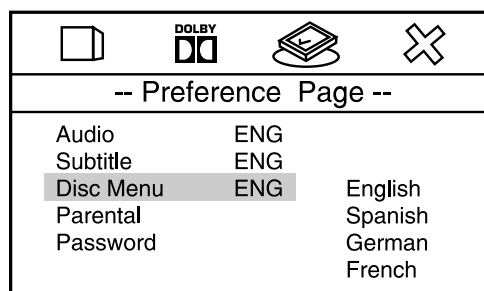 DOLBY
-- Preference Page --
Audio ENG
Subtitle ENG
Disc Menu ENG English
Parental Spanish
Password German
French